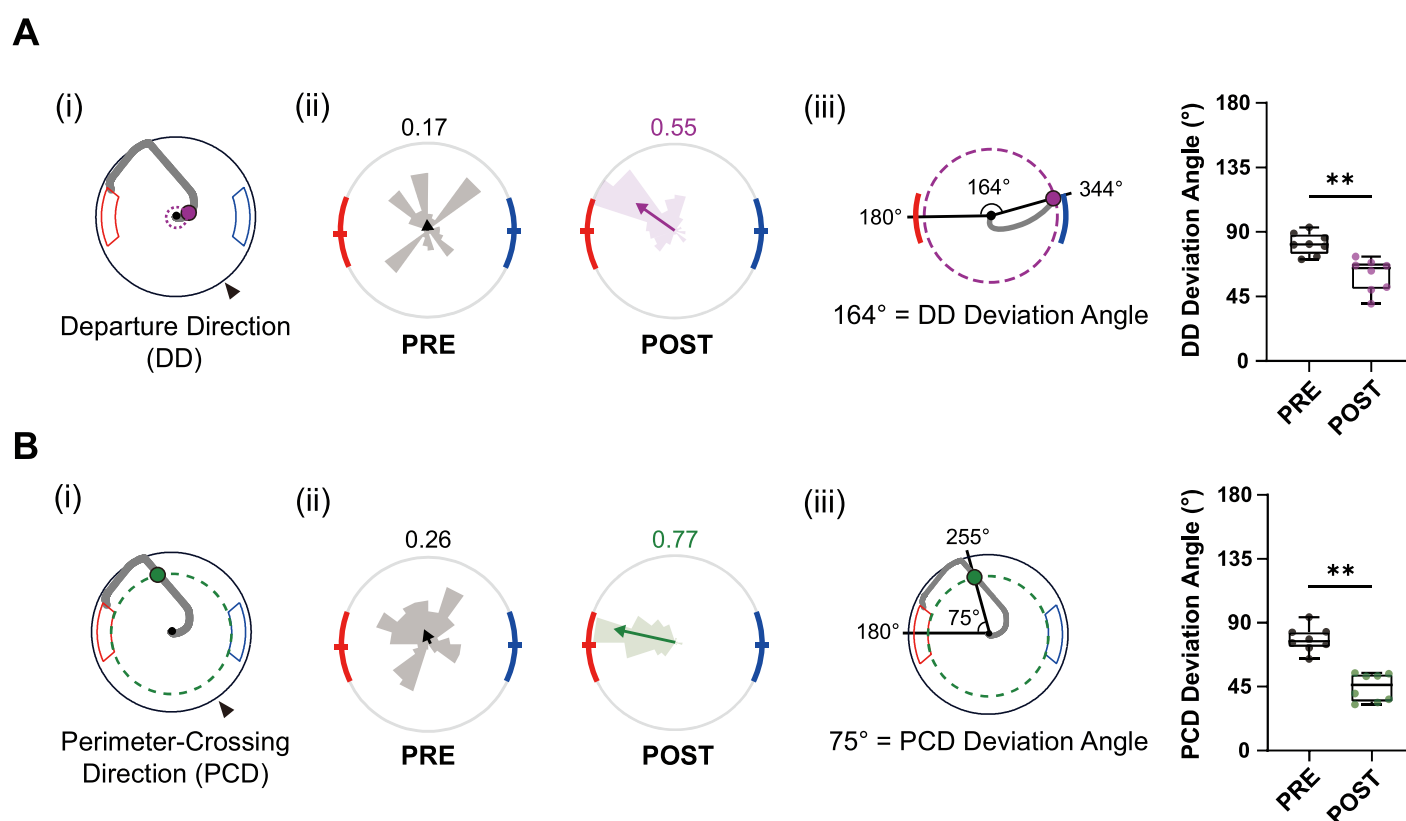 A
(i)
Departure Direction
(DD)
(ii)
0.17
PRE
0.55
POST
(iii)
164°
180°
344°
164° = DD Deviation Angle
DD Deviation Angle (°)
180
135
90
45
0
**
PRE
POST
B
(i)
Perimeter-Crossing
Direction (PCD)
(ii)
0.26
PRE
0.77
POST
(iii)
255°
75°
180°
75° = PCD Deviation Angle
PCD Deviation Angle (°)
180
135
90
45
0
**
PRE
POST